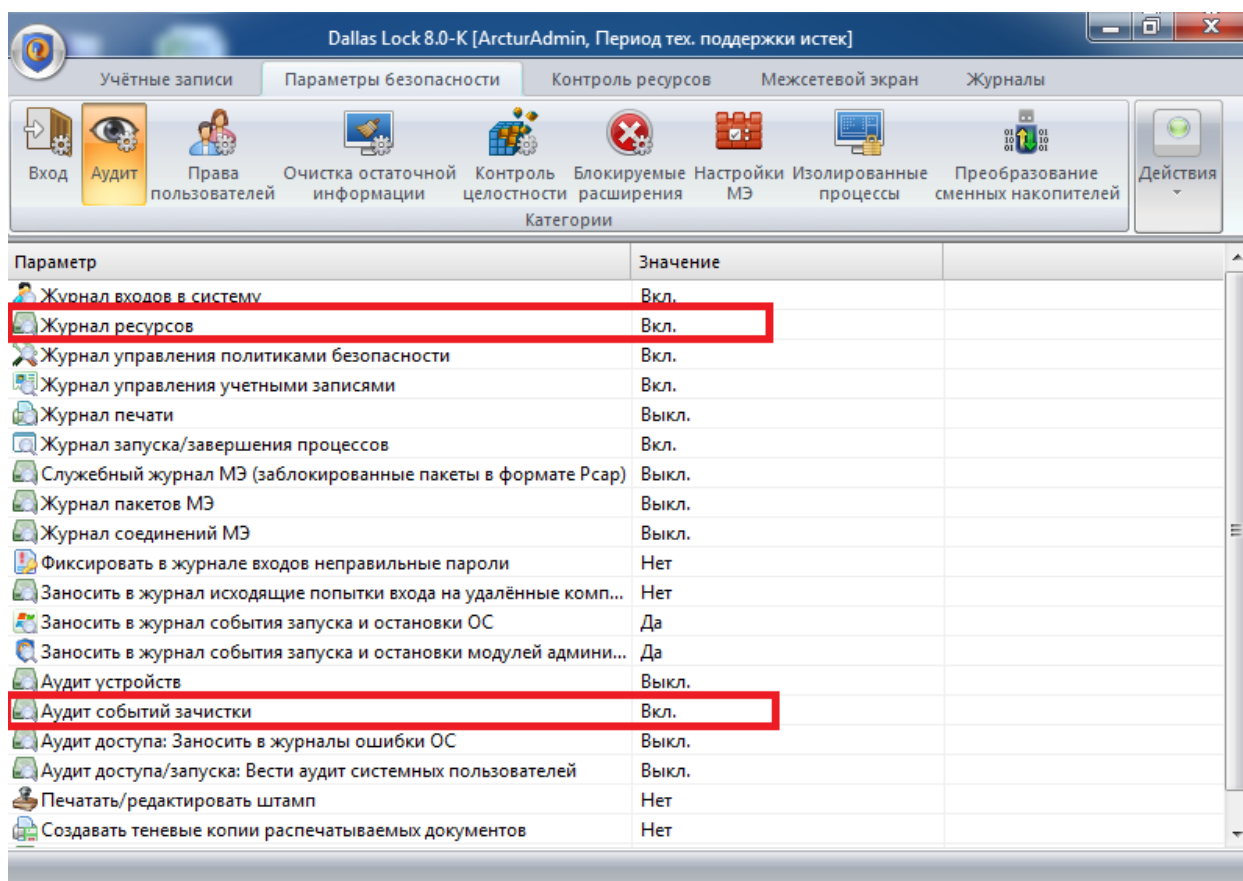 Dallas Lock 8.0-K [ArcturAdmin, Период тех. поддержки истек]
Учётные записи Параметры безопасности Контроль ресурсов Межсетевой экран Журналы
Вход Аудит Права пользователей Очистка остаточной информации Контроль целостности Блокируемые расширения Настройки МЭ Изолированные процессы Преобразование сменных накопителей Действия
Категории
Параметр Значение
Журнал входов в систему Вкл.
Журнал ресурсов Вкл.
Журнал управления политиками безопасности Вкл.
Журнал управления учетными записями Вкл.
Журнал печати Выкл.
Журнал запуска/завершения процессов Вкл.
Служебный журнал МЭ (заблокированные пакеты в формате Pcap) Выкл.
Журнал пакетов МЭ Выкл.
Журнал соединений МЭ Выкл.
Фиксировать в журнале входов неправильные пароли Нет
Заносить в журнал исходящие попытки входа на удалённые комп... Нет
Заносить в журнал события запуска и остановки ОС Да
Заносить в журнал события запуска и остановки модулей админи... Да
Аудит устройств Выкл.
Аудит событий зачистки Вкл.
Аудит доступа: Заносить в журналы ошибки ОС Выкл.
Аудит доступа/запуска: Вести аудит системных пользователей Выкл.
Печатать/редактировать штамп Нет
Создавать теневые копии распечатываемых документов Нет